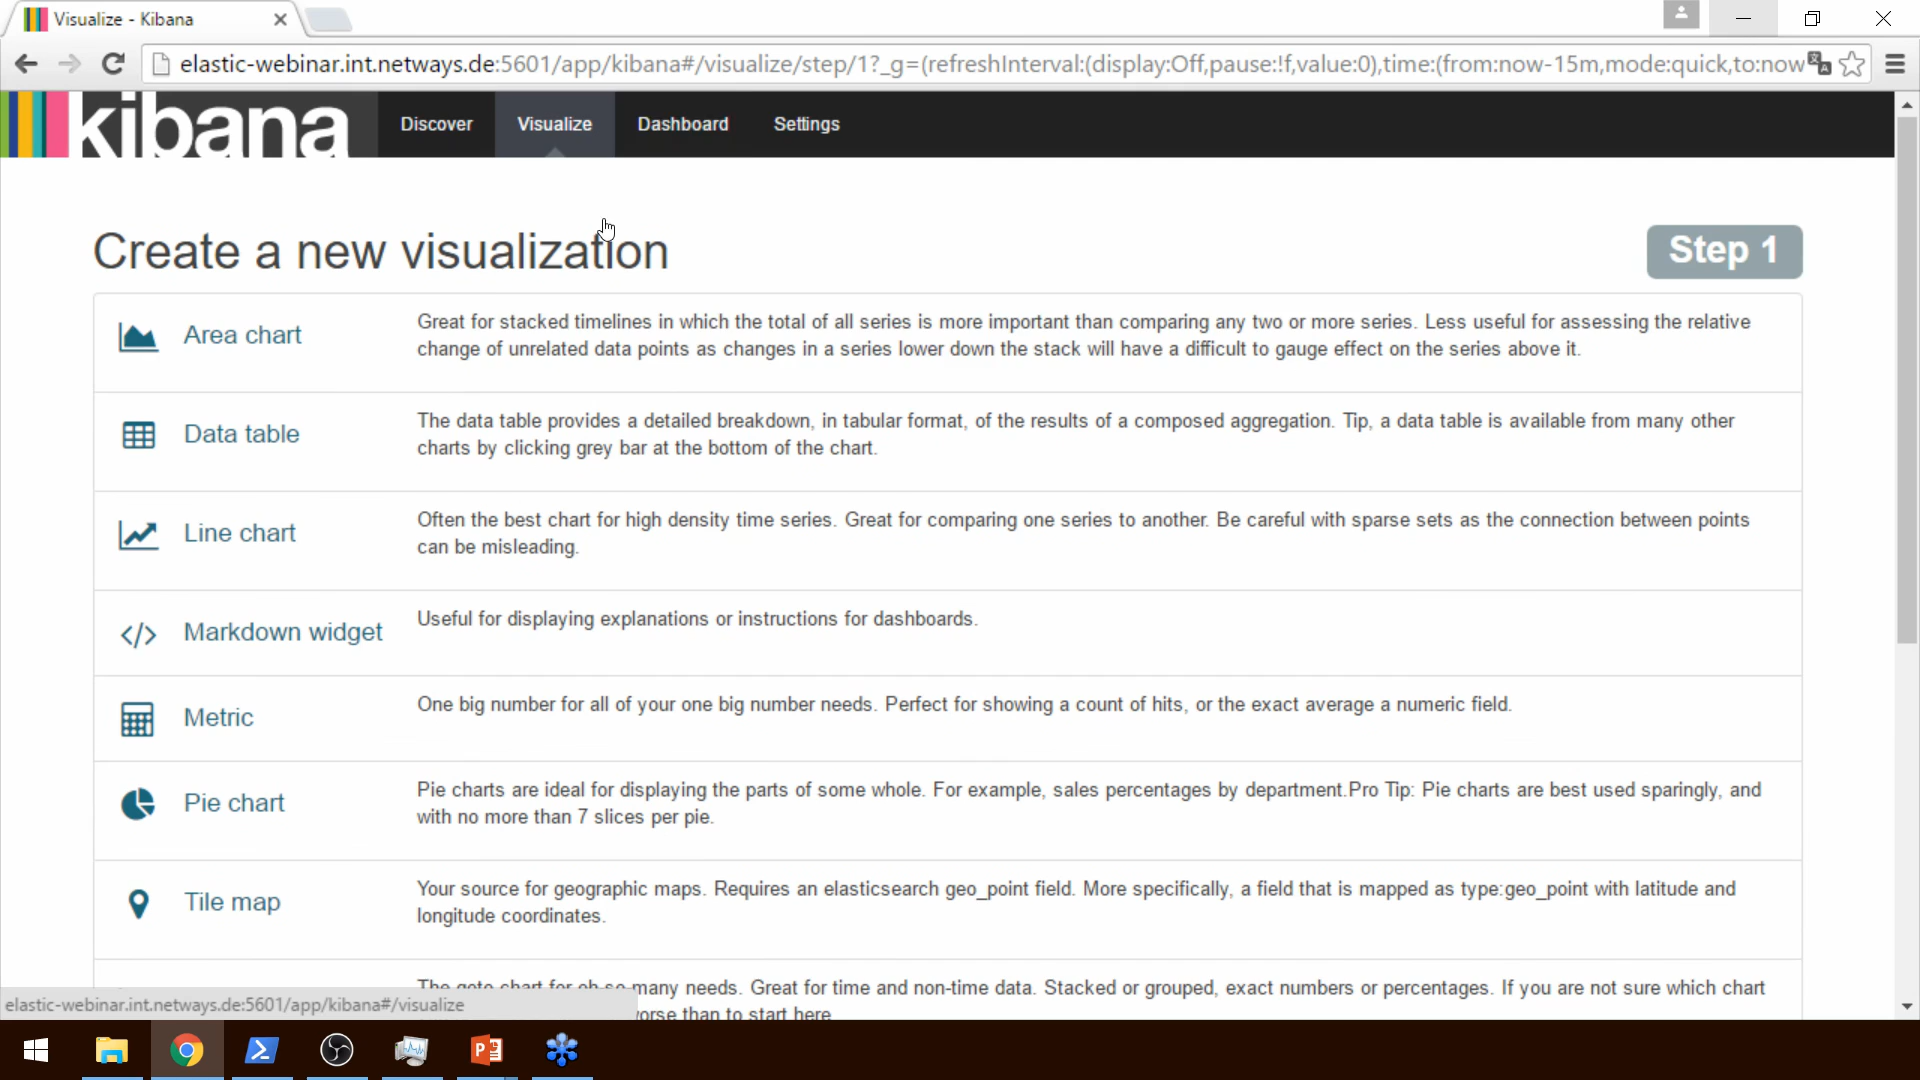 Visualize - Kibana
elastic-webinar.int.netways.de:5601/app/kibana#/visualize/step/1?_g=(refreshInterval:(display:Off,pause:!f,value:0),time:(from:now-15m,mode:quick,to:now
kibana
Discover
Visualize
Dashboard
Settings
Create a new visualization
Step 1
Area chart
Great for stacked timelines in which the total of all series is more important than comparing any two or more series. Less useful for assessing the relative
change of unrelated data points as changes in a series lower down the stack will have a difficult to gauge effect on the series above it.
Data table
The data table provides a detailed breakdown, in tabular format, of the results of a composed aggregation. Tip, a data table is available from many other
charts by clicking grey bar at the bottom of the chart.
Line chart
Often the best chart for high density time series. Great for comparing one series to another. Be careful with sparse sets as the connection between points
can be misleading.
Markdown widget
Useful for displaying explanations or instructions for dashboards.
Metric
One big number for all of your one big number needs. Perfect for showing a count of hits, or the exact average a numeric field.
Pie chart
Pie charts are ideal for displaying the parts of some whole. For example, sales percentages by department.Pro Tip: Pie charts are best used sparingly, and
with no more than 7 slices per pie.
Tile map
Your source for geographic maps. Requires an elasticsearch geo_point field. More specifically, a field that is mapped as type:geo_point with latitude and
longitude coordinates.
The goto chart for oh-so-many needs. Great for time and non-time data. Stacked or grouped, exact numbers or percentages. If you are not sure which chart
than to start here
elastic-webinar.int.netways.de:5601/app/kibana#/visualize